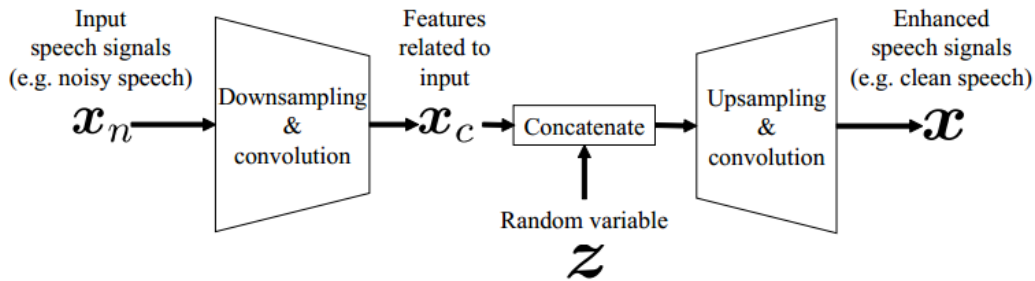 Input
speech signals
(e.g. noisy speech)
x_n
Downsampling
&
convolution
Features
related to
input
x_c
Concatenate
Random variable
z
Upsampling
&
convolution
Enhanced
speech signals
(e.g. clean speech)
x